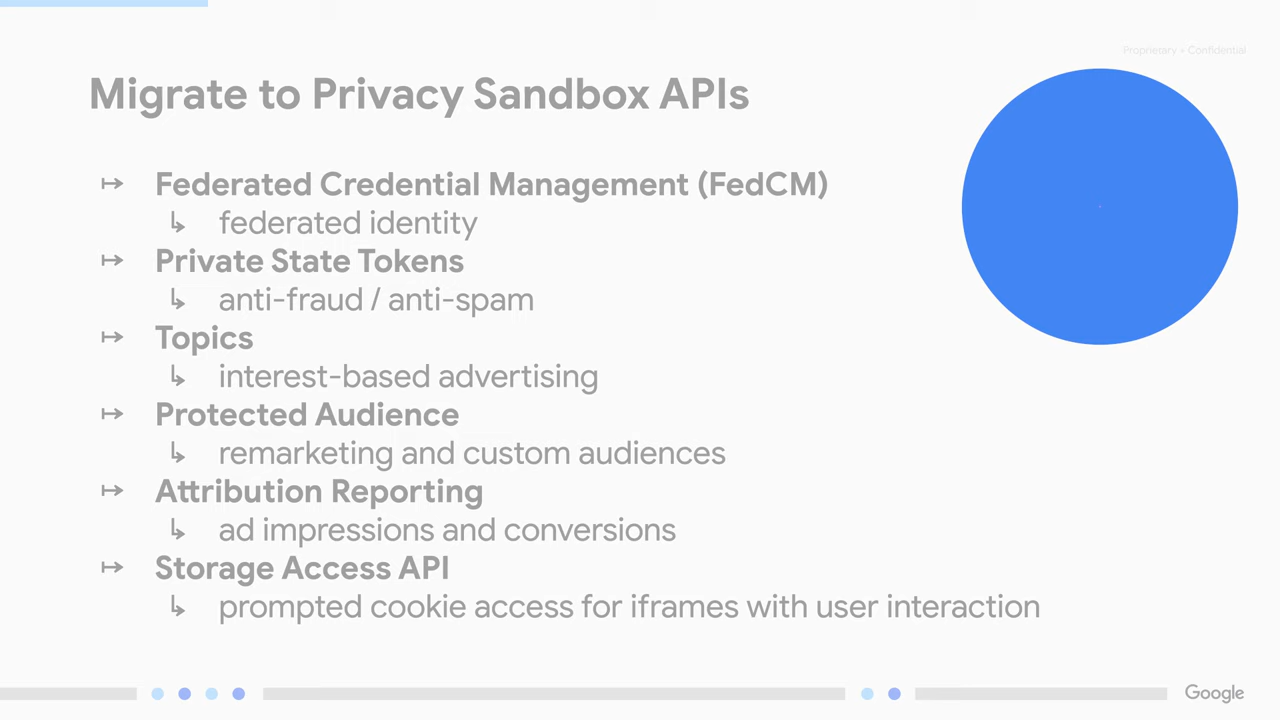 Proprietary + Confidential
Migrate to Privacy Sandbox APIs
↦ Federated Credential Management (FedCM)
↳ federated identity
↦ Private State Tokens
↳ anti-fraud / anti-spam
↦ Topics
↳ interest-based advertising
↦ Protected Audience
↳ remarketing and custom audiences
↦ Attribution Reporting
↳ ad impressions and conversions
↦ Storage Access API
↳ prompted cookie access for iframes with user interaction
Google